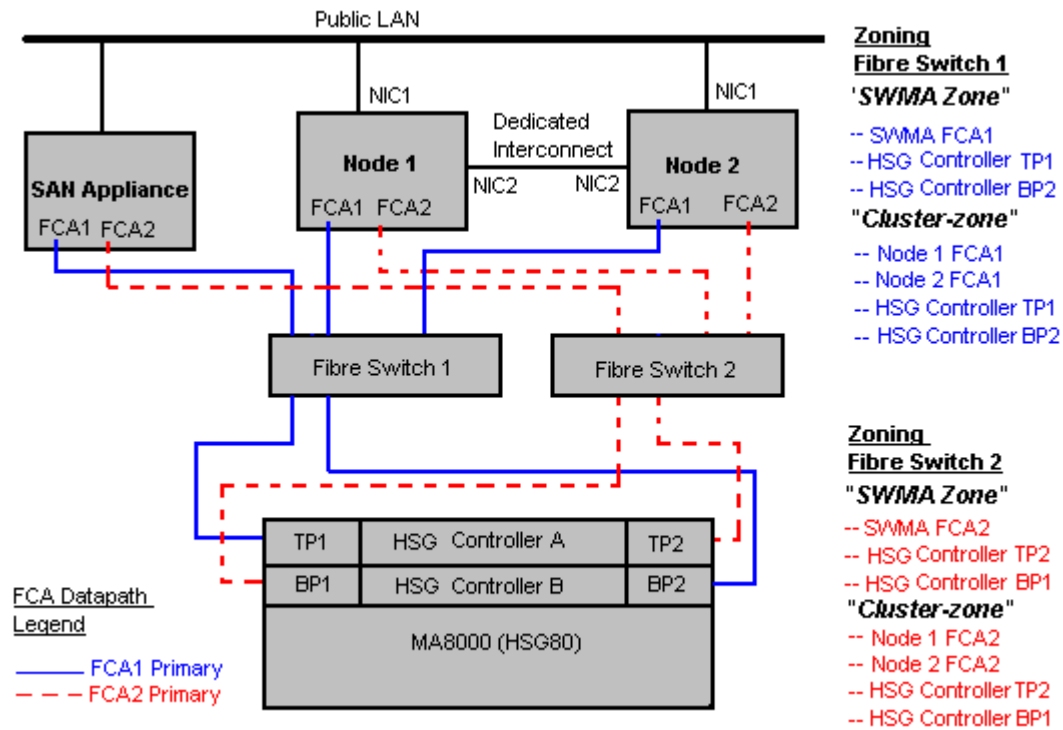 Public LAN
NIC1
NIC1
Dedicated
Interconnect
Node 1
Node 2
NIC2
NIC2
SAN Appliance
FCA1
FCA2
FCA1
FCA2
FCA1
FCA2
Fibre Switch 1
Fibre Switch 2
TP1
HSG Controller A
TP2
BP1
HSG Controller B
BP2
MA8000 (HSG80)
FCA Datapath
Legend
FCA1 Primary
FCA2 Primary
Zoning
Fibre Switch 1
"SWMA Zone"
-- SWMA FCA1
-- HSG Controller TP1
-- HSG Controller BP2
"Cluster-zone"
-- Node 1 FCA1
-- Node 2 FCA1
-- HSG Controller TP1
-- HSG Controller BP2
Zoning
Fibre Switch 2
"SWMA Zone"
-- SWMA FCA2
-- HSG Controller TP2
-- HSG Controller BP1
"Cluster-zone"
-- Node 1 FCA2
-- Node 2 FCA2
-- HSG Controller TP2
-- HSG Controller BP1